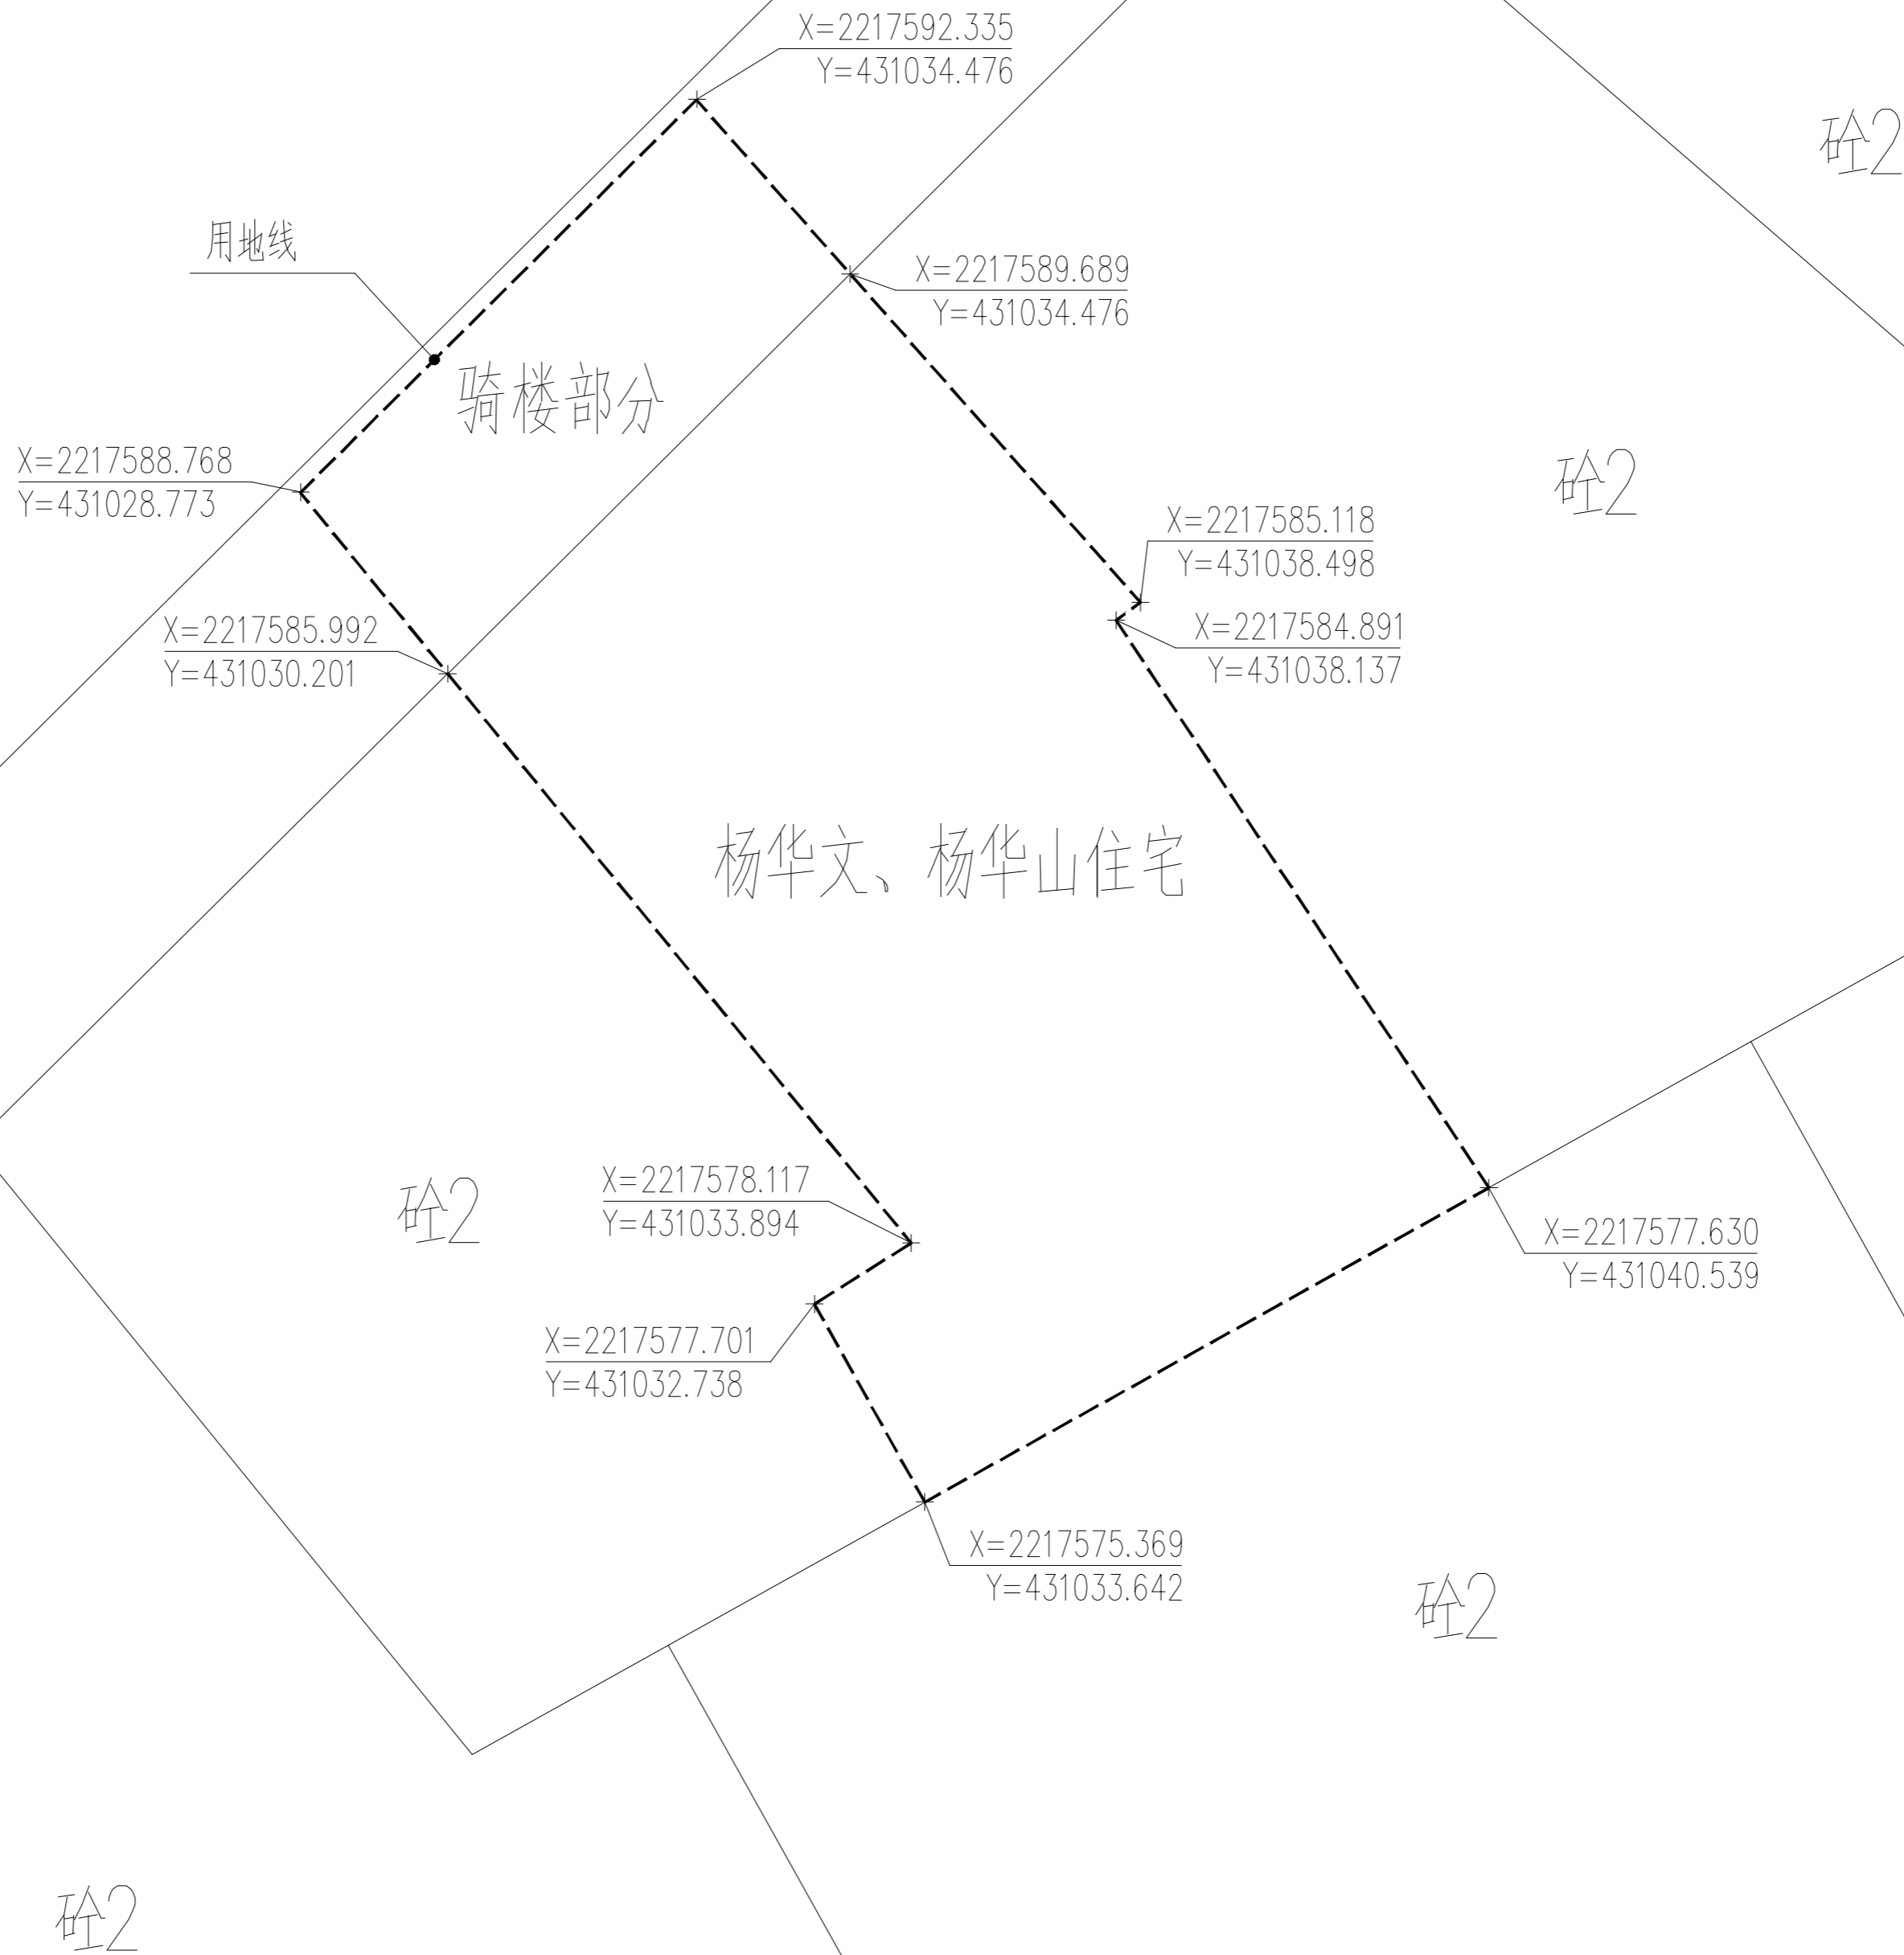 X=2217592.335
Y=431034.476
砼2
用地线
X=2217589.689
Y=431034.476
骑楼部分
X=2217588.768
Y=431028.773
砼2
X=2217585.118
Y=431038.498
X=2217585.992
Y=431030.201
X=2217584.891
Y=431038.137
杨华文、杨华山住宅
砼2
X=2217578.117
Y=431033.894
X=2217577.630
Y=431040.539
X=2217577.701
Y=431032.738
X=2217575.369
Y=431033.642
砼2
砼2